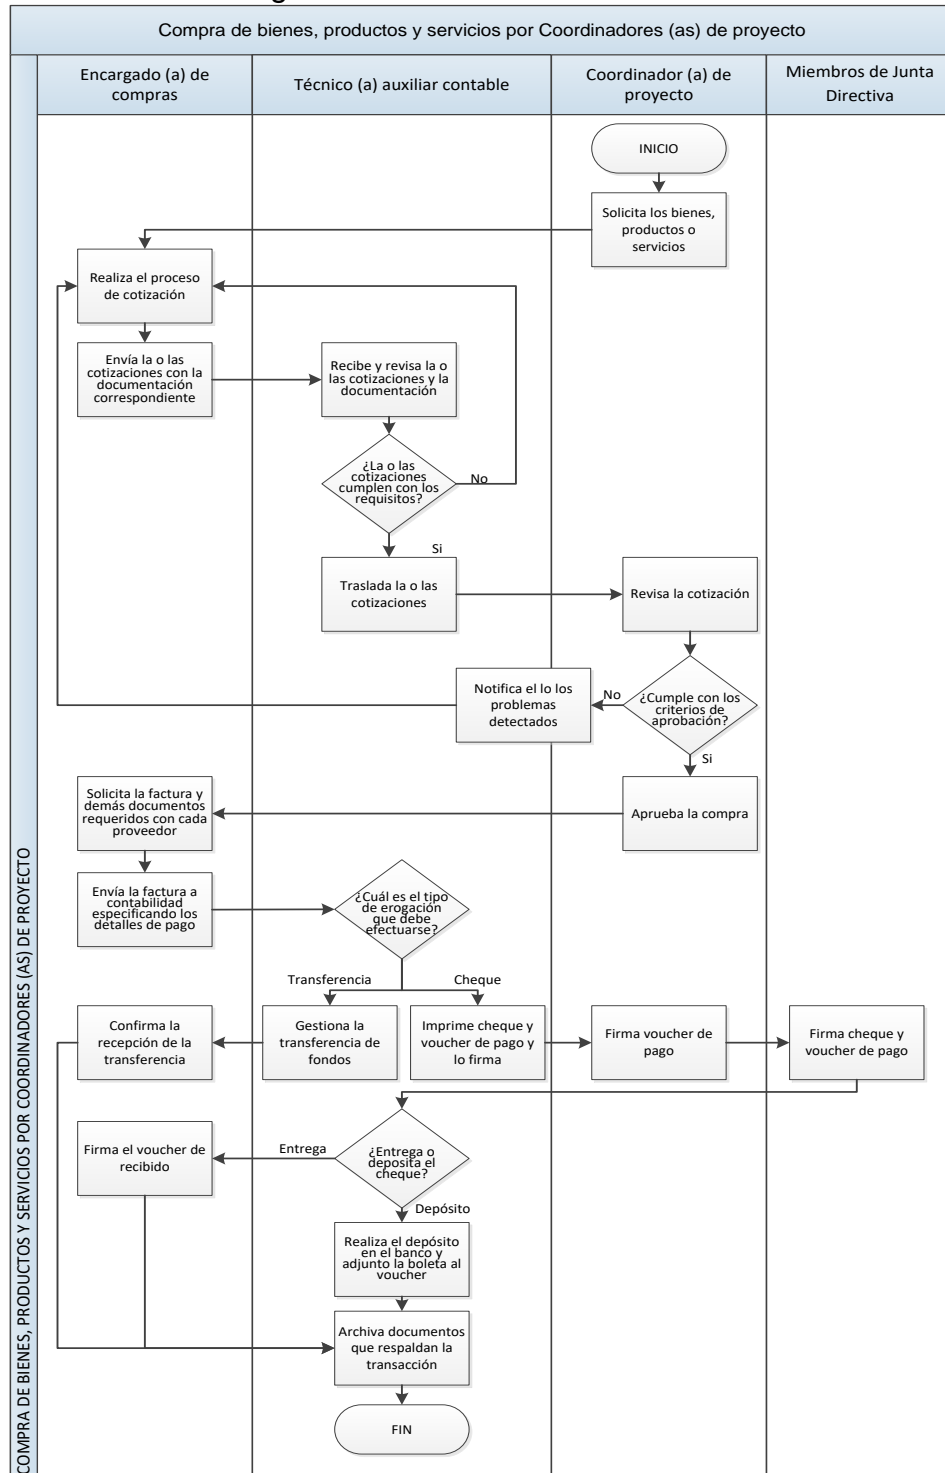 Compra de bienes, productos y servicios por Coordinadores (as) de proyecto
Encargado (a) de
compras
Técnico (a) auxiliar contable
Coordinador (a) de
proyecto
Miembros de Junta
Directiva
COMPRA DE BIENES, PRODUCTOS Y SERVICIOS POR COORDINADORES (AS) DE PROYECTO
INICIO
Solicita los bienes,
productos o
servicios
Realiza el proceso
de cotización
Envía la o las
cotizaciones con la
documentación
correspondiente
Recibe y revisa la o
las cotizaciones y la
documentación
¿La o las
cotizaciones
cumplen con los
requisitos?
No
Si
Traslada la o las
cotizaciones
Revisa la cotización
¿Cumple con los
criterios de
aprobación?
No
Notifica el lo los
problemas
detectados
Si
Aprueba la compra
Solicita la factura y
demás documentos
requeridos con cada
proveedor
Envía la factura a
contabilidad
especificando los
detalles de pago
¿Cuál es el tipo
de erogación
que debe
efectuarse?
Transferencia
Cheque
Confirma la
recepción de la
transferencia
Gestiona la
transferencia de
fondos
Imprime cheque y
voucher de pago y
lo firma
Firma voucher de
pago
Firma cheque y
voucher de pago
¿Entrega o
deposita el
cheque?
Entrega
Firma el voucher de
recibido
Depósito
Realiza el depósito
en el banco y
adjunto la boleta al
voucher
Archiva documentos
que respaldan la
transacción
FIN